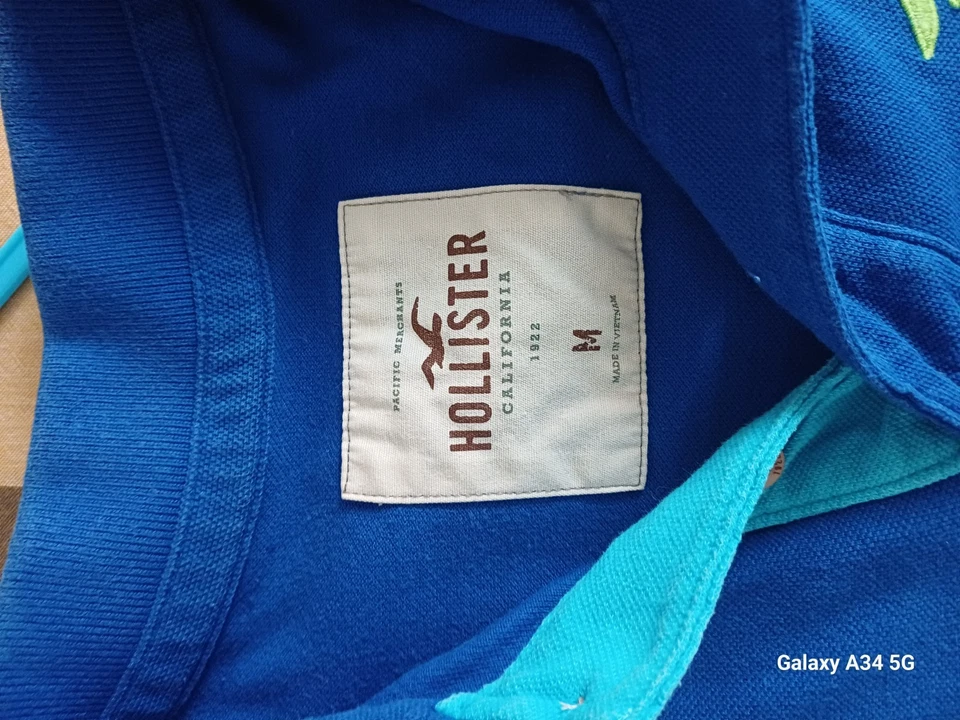 PACIFIC MERCHANTS
HOLLISTER
CALIFORNIA
1922
M
MADE IN VIETNAM
Galaxy A34 5G